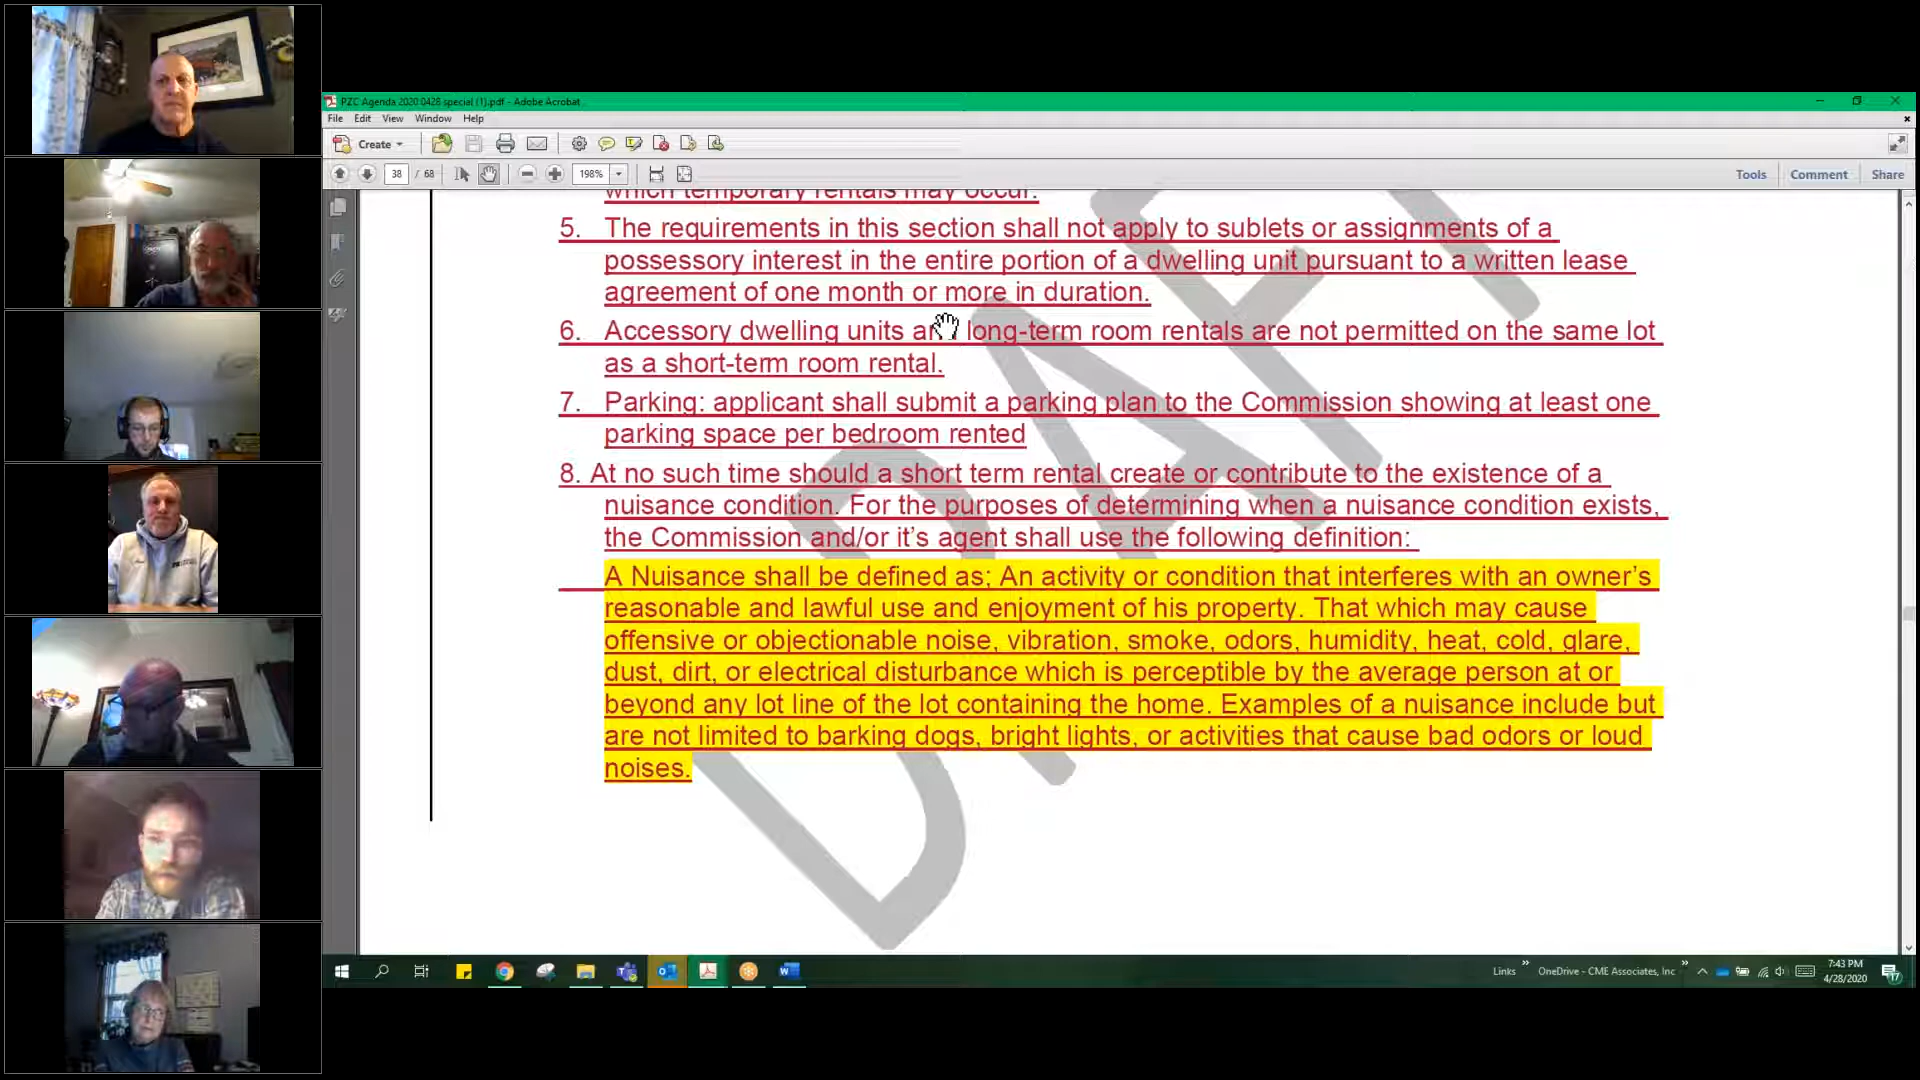 PZC Agenda 2020:0428 special (1).pdf - Adobe Acrobat
File Edit View Window Help
Create
38 / 68 198% Tools Comment Share
which temporary rentals may occur.
5. The requirements in this section shall not apply to sublets or assignments of a
possessory interest in the entire portion of a dwelling unit pursuant to a written lease
agreement of one month or more in duration.
6. Accessory dwelling units an long-term room rentals are not permitted on the same lot
as a short-term room rental.
7. Parking: applicant shall submit a parking plan to the Commission showing at least one
parking space per bedroom rented
8. At no such time should a short term rental create or contribute to the existence of a
nuisance condition. For the purposes of determining when a nuisance condition exists,
the Commission and/or it's agent shall use the following definition:
A Nuisance shall be defined as; An activity or condition that interferes with an owner's
reasonable and lawful use and enjoyment of his property. That which may cause
offensive or objectionable noise, vibration, smoke, odors, humidity, heat, cold, glare,
dust, dirt, or electrical disturbance which is perceptible by the average person at or
beyond any lot line of the lot containing the home. Examples of a nuisance include but
are not limited to barking dogs, bright lights, or activities that cause bad odors or loud
noises.
DRAFT
Links OneDrive - CME Associates, Inc
7:43 PM
4/28/2020
17